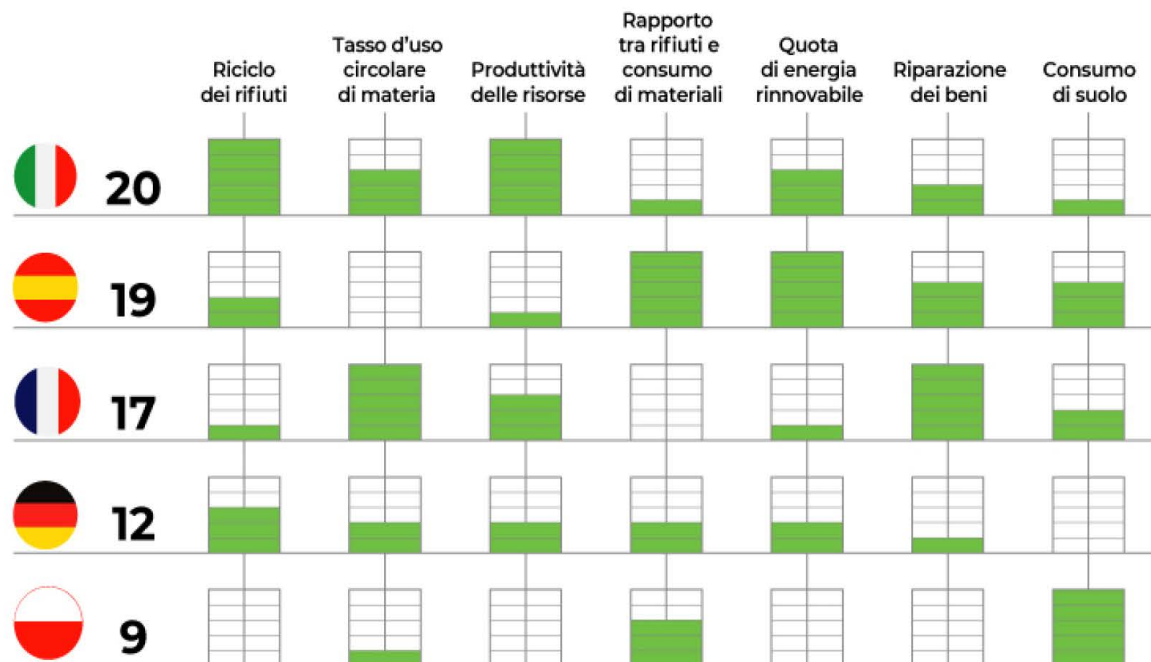 Riciclo
dei rifiuti
Tasso d'uso
circolare
di materia
Produttività
delle risorse
Rapporto
tra rifiuti e
consumo
di materiali
Quota
di energia
rinnovabile
Riparazione
dei beni
Consumo
di suolo
20
19
17
12
9